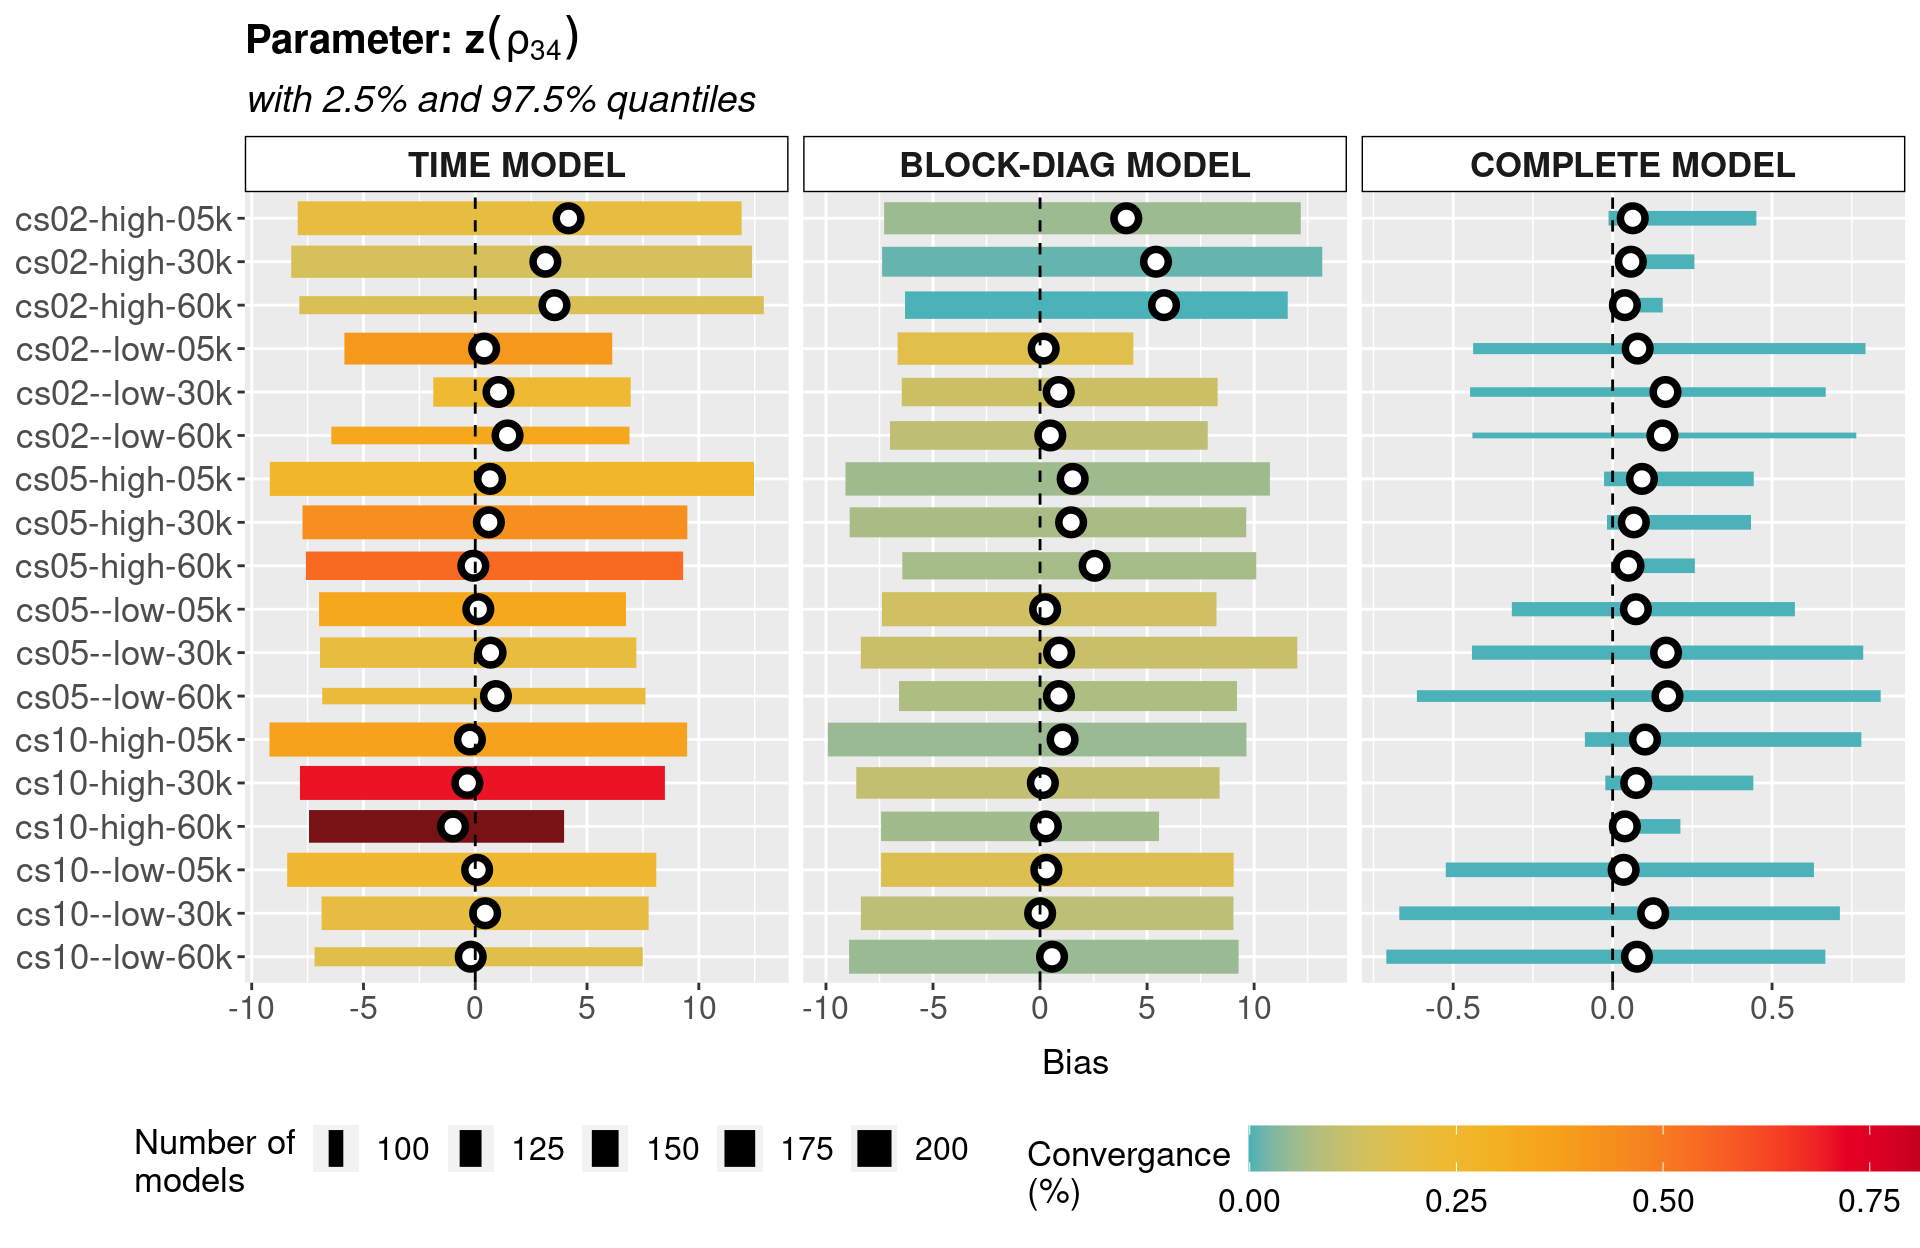 Parameter: z(ρ34)
with 2.5% and 97.5% quantiles
TIME MODEL
BLOCK-DIAG MODEL
COMPLETE MODEL
cs02-high-05k
cs02-high-30k
cs02-high-60k
cs02--low-05k
cs02--low-30k
cs02--low-60k
cs05-high-05k
cs05-high-30k
cs05-high-60k
cs05--low-05k
cs05--low-30k
cs05--low-60k
cs10-high-05k
cs10-high-30k
cs10-high-60k
cs10--low-05k
cs10--low-30k
cs10--low-60k
-10 -5 0 5 10
-10 -5 0 5 10
-0.5 0.0 0.5
Bias
Number of
models
100 125 150 175 200
Convergance
(%)
0.00 0.25 0.50 0.75